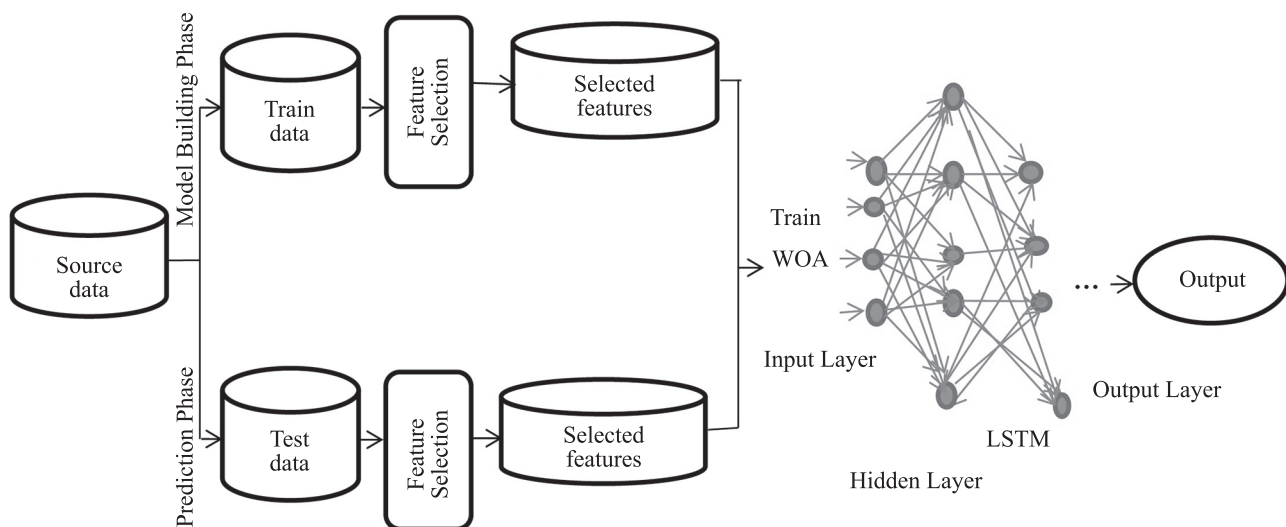 Model Building Phase
Train
data
Feature
Selection
Selected
features
Source
data
Train
WOA
Input Layer
...
Output
Output Layer
LSTM
Hidden Layer
Prediction Phase
Test
data
Feature
Selection
Selected
features